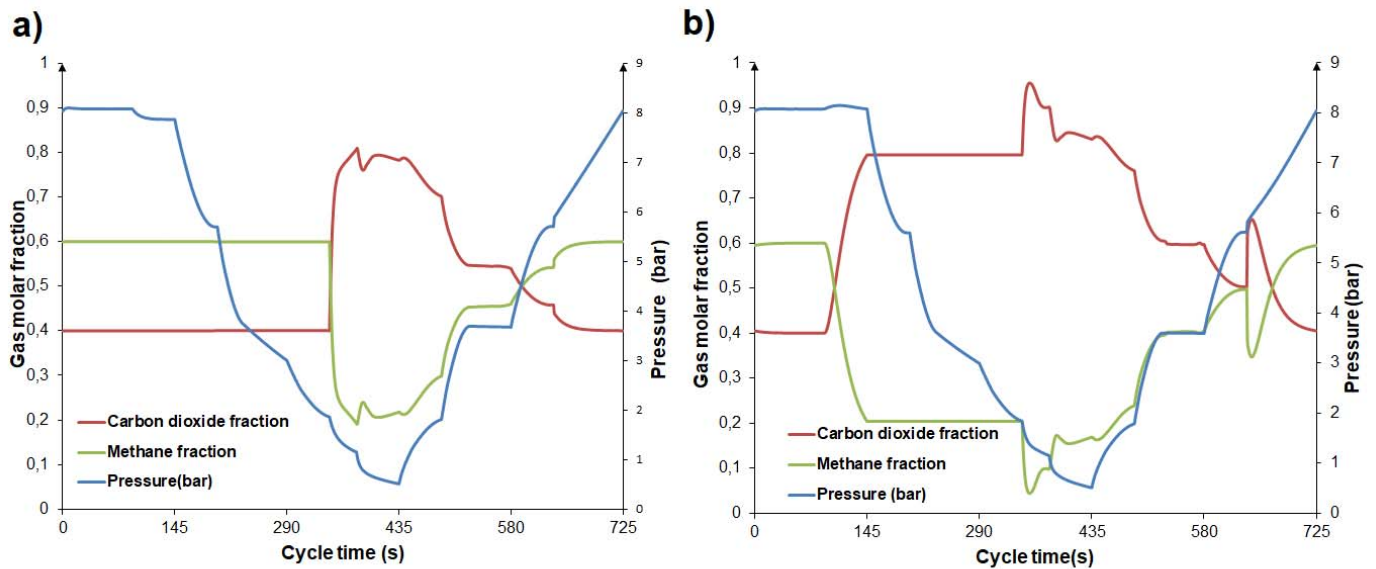 a)
Gas molar fraction
1
0,9
0,8
0,7
0,6
0,5
0,4
0,3
0,2
0,1
0
9
8
7
6
5
4
3
2
1
0
Pressure (bar)
Carbon dioxide fraction
Methane fraction
Pressure(bar)
0 145 290 435 580 725
Cycle time (s)
b)
Gas molar fraction
1
0,9
0,8
0,7
0,6
0,5
0,4
0,3
0,2
0,1
0
9
8
7
6
5
4
3
2
1
0
Pressure(bar)
Carbon dioxide fraction
Methane fraction
Pressure (bar)
0 145 290 435 580 725
Cycle time(s)